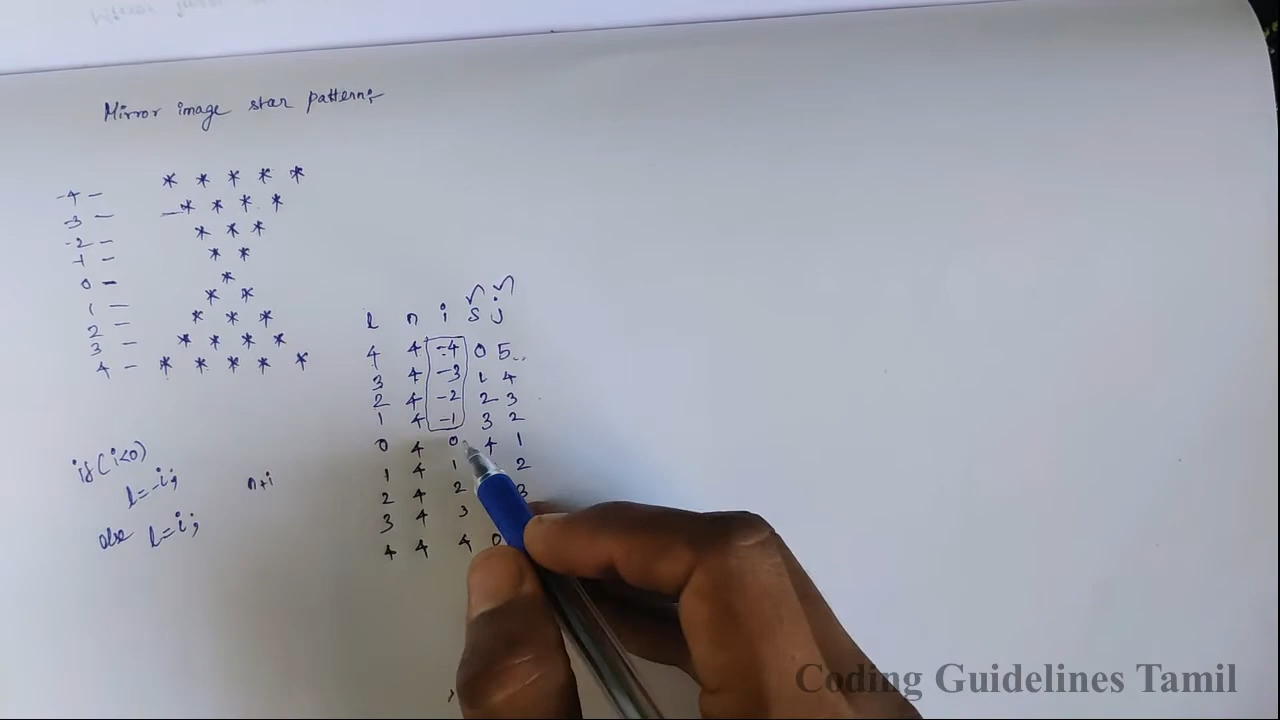 Mirror image star pattern:
-4 - * * * * *
-3 - - * * * *
-2 - * * *
-1 - * *
0 - *
1 - * *
2 - * * *
3 - * * * *
4 - * * * * *
l n i s j
4 4 -4 0 5..
3 4 -3 1 4
2 4 -2 2 3
1 4 -1 3 2
0 4 0 4 1
1 4 1 2
2 4 2 3
3 4 3
4 4 4 0
if(i<0)
l=-i;
n+i
else l=i;
Coding Guidelines Tamil